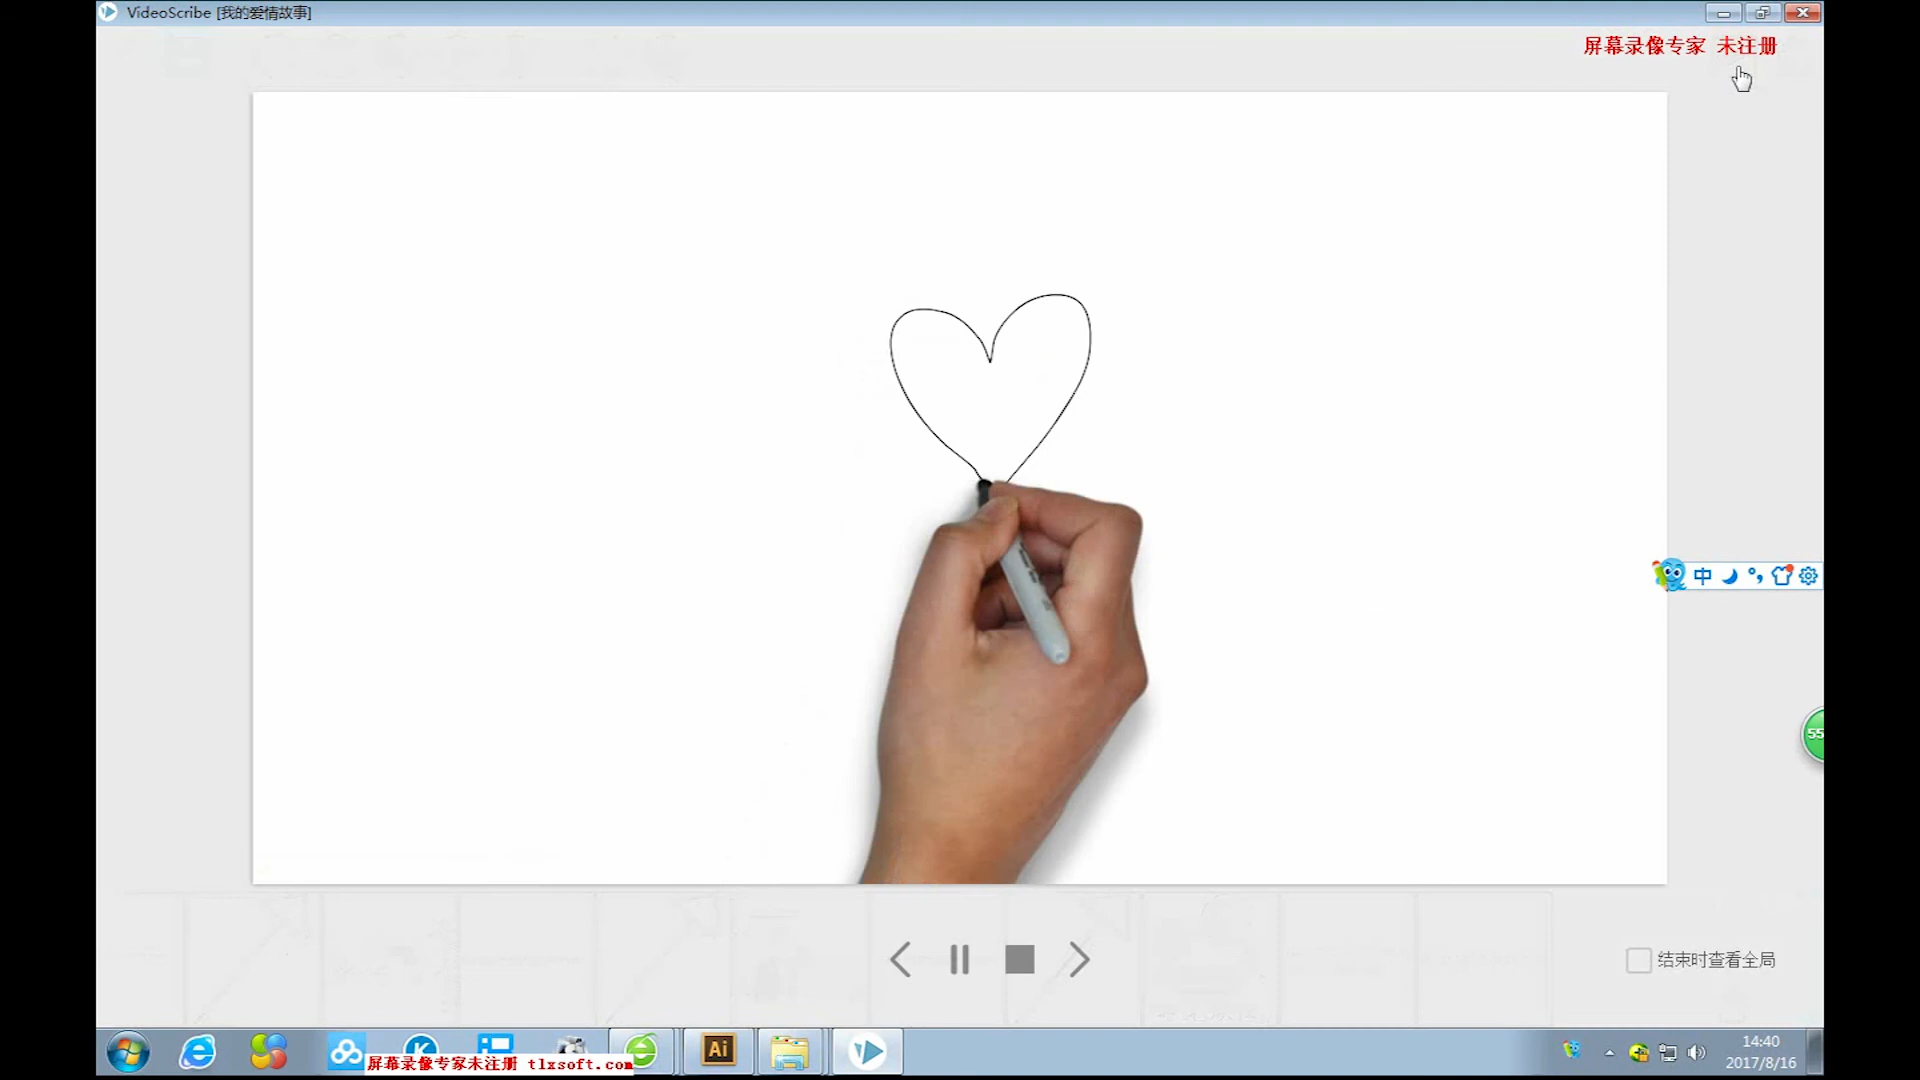 VideoScribe [我的爱情故事]
屏幕录像专家 未注册
中
55
结束时查看全局
Ai
屏幕录像专家未注册 tlxsoft.com
14:40
2017/8/16